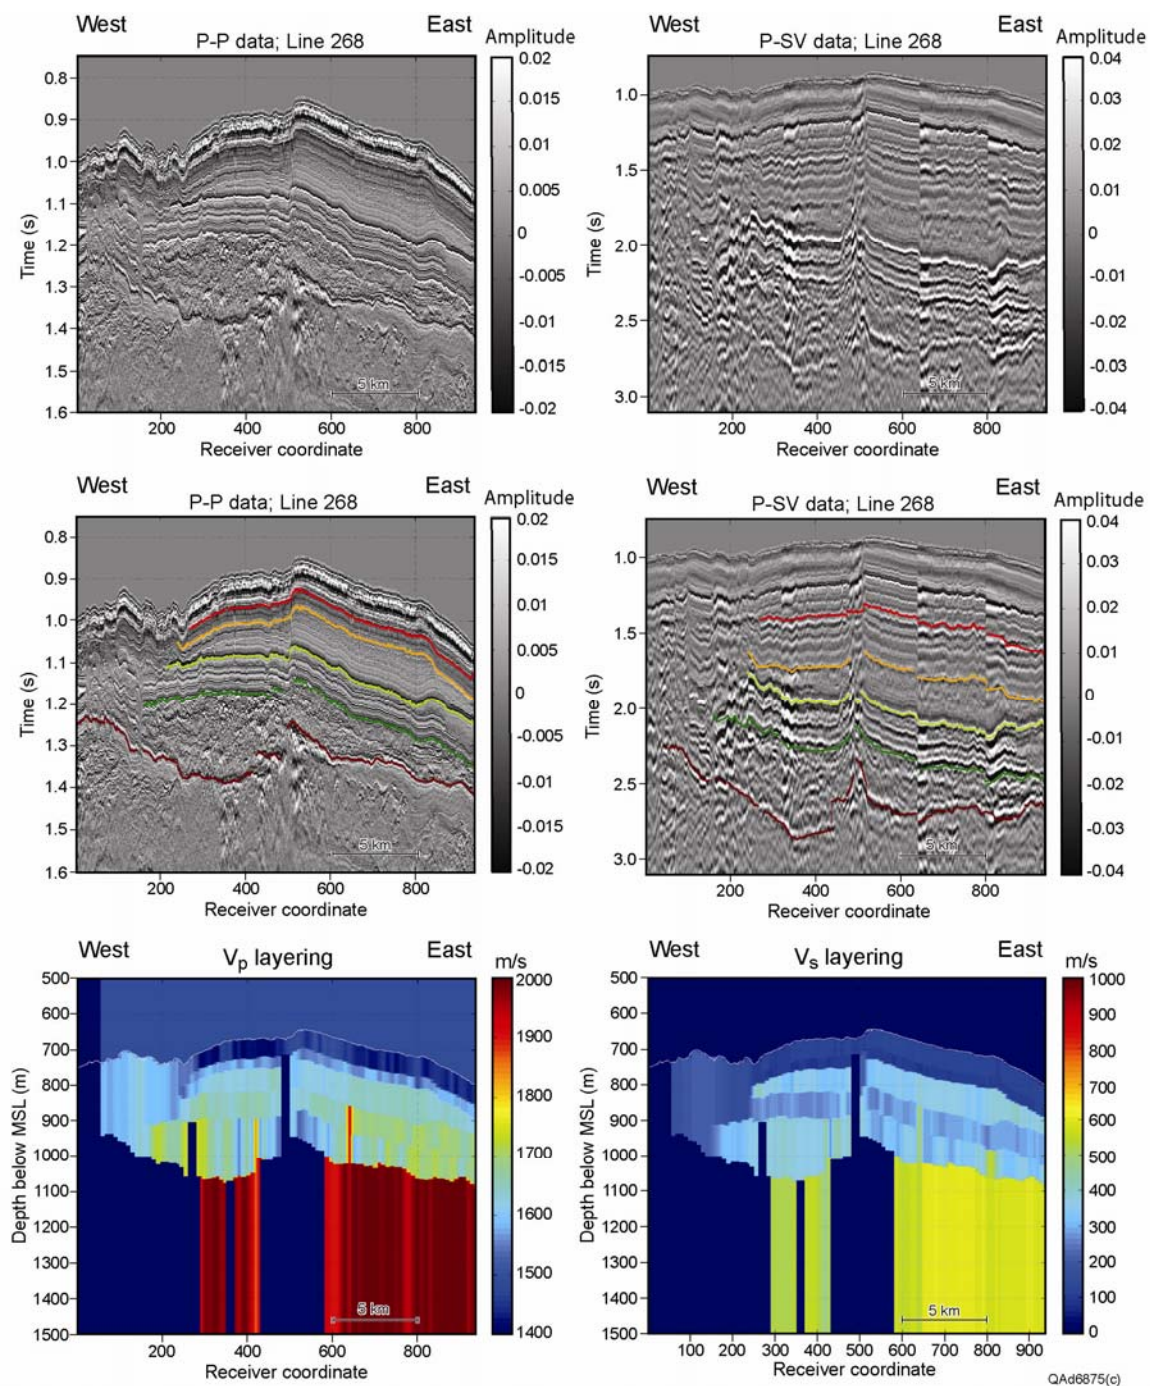 West East
P-P data; Line 268
Amplitude
0.8
0.9
1.0
1.1
1.2
1.3
1.4
1.5
1.6
Time (s)
200 400 600 800
Receiver coordinate
5 km
0.02
0.015
0.01
0.005
0
-0.005
-0.01
-0.015
-0.02
West East
P-SV data; Line 268
Amplitude
1.0
1.5
2.0
2.5
3.0
Time (s)
200 400 600 800
Receiver coordinate
5 km
0.04
0.03
0.02
0.01
0
-0.01
-0.02
-0.03
-0.04
West East
P-P data; Line 268
Amplitude
0.8
0.9
1.0
1.1
1.2
1.3
1.4
1.5
1.6
Time (s)
200 400 600 800
Receiver coordinate
5 km
0.02
0.015
0.01
0.005
0
-0.005
-0.01
-0.015
-0.02
West East
P-SV data; Line 268
Amplitude
1.0
1.5
2.0
2.5
3.0
Time (s)
200 400 600 800
Receiver coordinate
5 km
0.04
0.03
0.02
0.01
0
-0.01
-0.02
-0.03
-0.04
West East
Vp layering
m/s
500
600
700
800
900
1000
1100
1200
1300
1400
1500
Depth below MSL (m)
200 400 600 800
Receiver coordinate
5 km
2000
1900
1800
1700
1600
1500
1400
West East
Vs layering
m/s
500
600
700
800
900
1000
1100
1200
1300
1400
1500
Depth below MSL (m)
100 200 300 400 500 600 700 800 900
Receiver coordinate
5 km
1000
900
800
700
600
500
400
300
200
100
0
QAd6875(c)